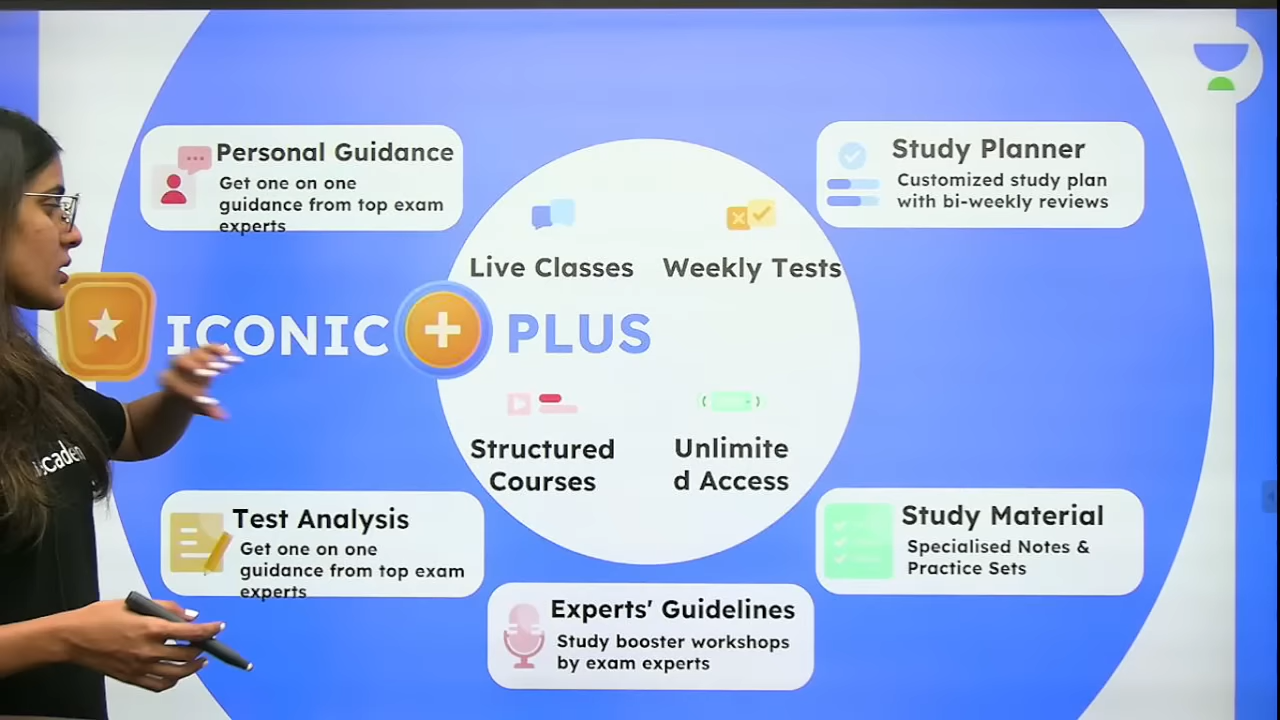 Personal Guidance
Get one on one
guidance from top exam
experts
Study Planner
Customized study plan
with bi-weekly reviews
Live Classes
Weekly Tests
ICONIC
PLUS
Structured
Courses
Unlimite
d Access
Test Analysis
Get one on one
guidance from top exam
experts
Study Material
Specialised Notes &
Practice Sets
Experts' Guidelines
Study booster workshops
by exam experts